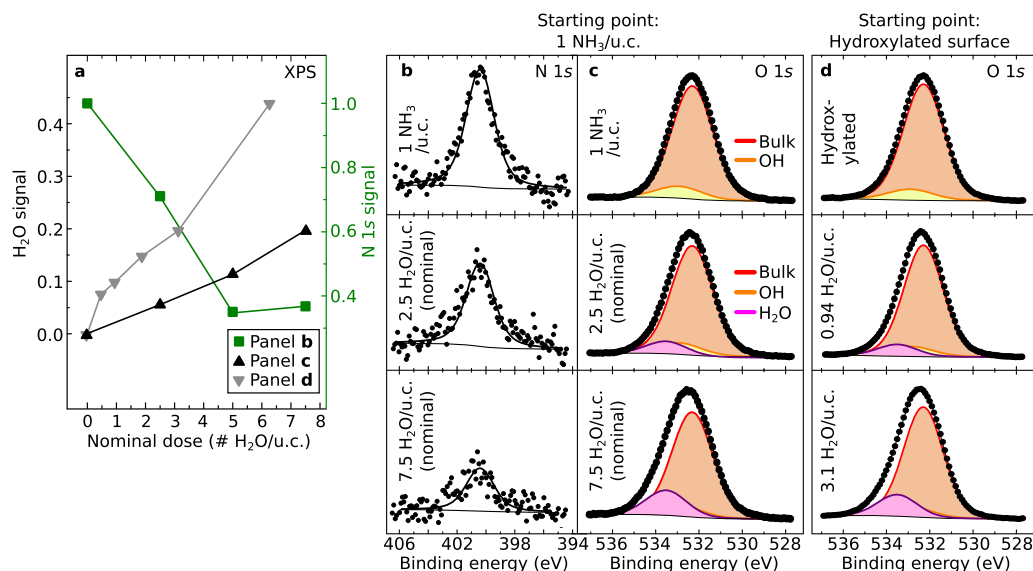 Starting point:
1 NH₃/u.c.
Starting point:
Hydroxylated surface
a
XPS
H₂O signal
0.4
0.3
0.2
0.1
0.0
N 1s signal
1.0
0.8
0.6
0.4
Panel b
Panel c
Panel d
0 1 2 3 4 5 6 7 8
Nominal dose (# H₂O/u.c.)
b
N 1s
1 NH₃
/u.c.
2.5 H₂O/u.c.
(nominal)
7.5 H₂O/u.c.
(nominal)
406 402 398 394
Binding energy (eV)
c
O 1s
1 NH₃
/u.c.
Bulk
OH
2.5 H₂O/u.c.
(nominal)
Bulk
OH
H₂O
7.5 H₂O/u.c.
(nominal)
536 534 532 530 528
Binding energy (eV)
d
O 1s
Hydrox-
ylated
0.94 H₂O/u.c.
3.1 H₂O/u.c.
536 534 532 530 528
Binding energy (eV)